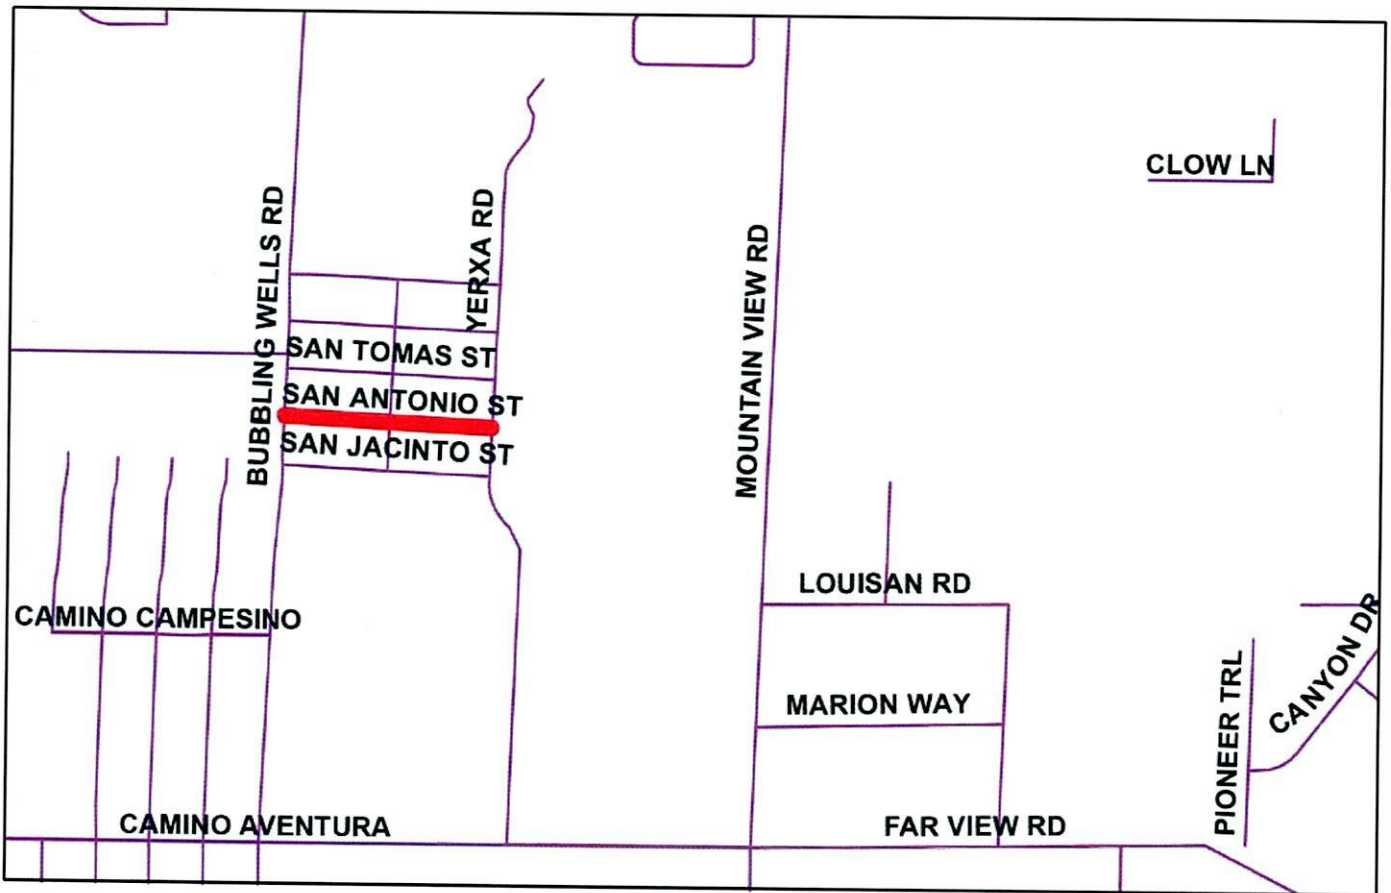 CLOW LN
BUBBLING WELLS RD
YERXA RD
MOUNTAIN VIEW RD
SAN TOMAS ST
SAN ANTONIO ST
SAN JACINTO ST
LOUISAN RD
CAMINO CAMPESINO
MARION WAY
PIONEER TRL
CANYON DR
CAMINO AVENTURA
FAR VIEW RD